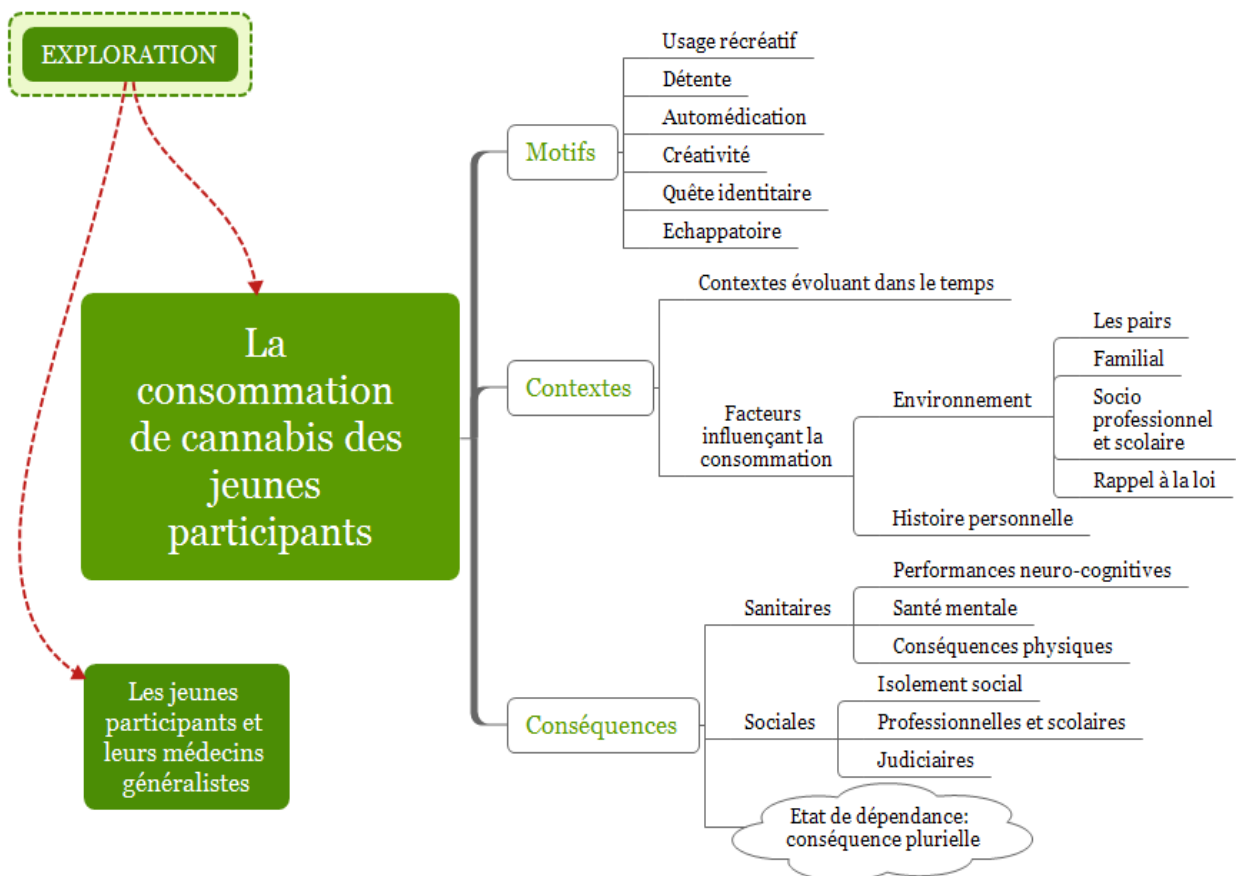 EXPLORATION
La
consommation
de cannabis des
jeunes
participants
Les jeunes
participants et
leurs médecins
généralistes
Motifs
Usage récréatif
Détente
Automédication
Créativité
Quête identitaire
Echappatoire
Contextes
Contextes évoluant dans le temps
Facteurs
influençant la
consommation
Environnement
Les pairs
Familial
Socio
professionnel
et scolaire
Rappel à la loi
Histoire personnelle
Conséquences
Sanitaires
Performances neuro-cognitives
Santé mentale
Conséquences physiques
Sociales
Isolement social
Professionnelles et scolaires
Judiciaires
Etat de dépendance:
conséquence plurielle